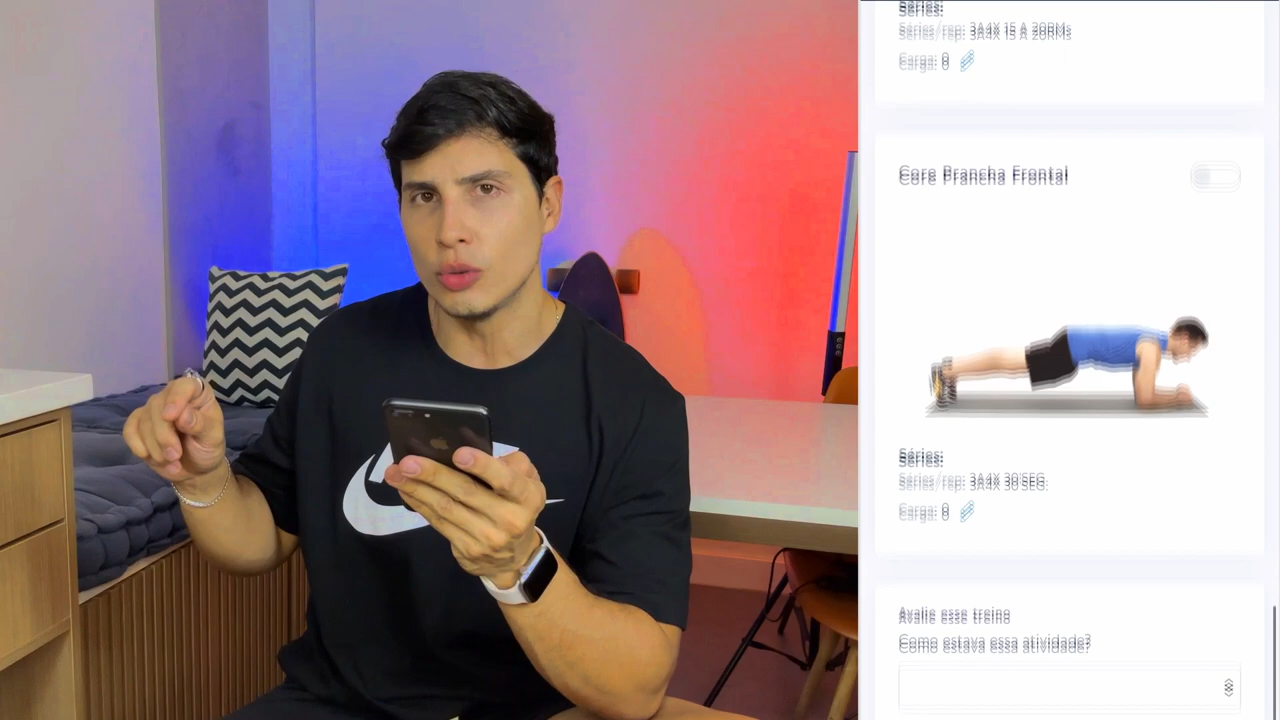 Séries:
Séries/rep: 3A4X 15 A 20RMs
Carga: 0
Core Prancha Frontal
Séries:
Séries/rep: 3A4X 30'SEG.
Carga: 0
Avalie esse treino
Como estava essa atividade?